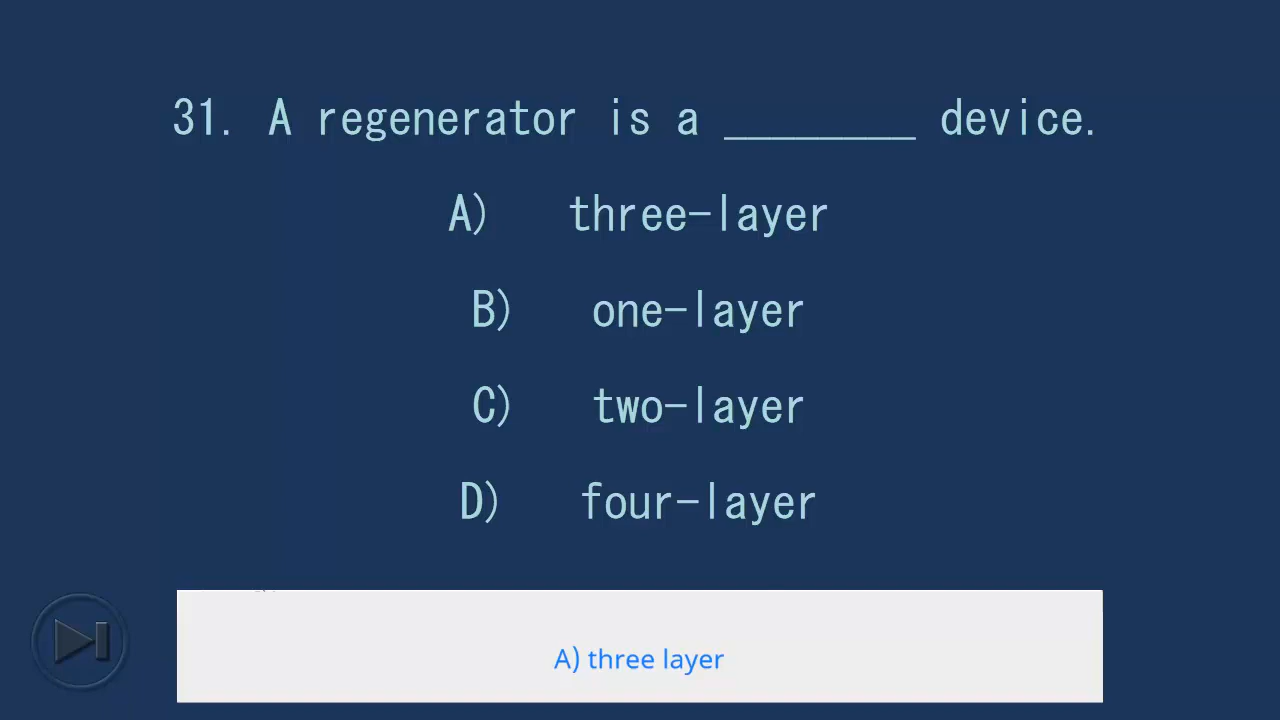 31. A regenerator is a ________ device.
A) three-layer
B) one-layer
C) two-layer
D) four-layer
A) three layer